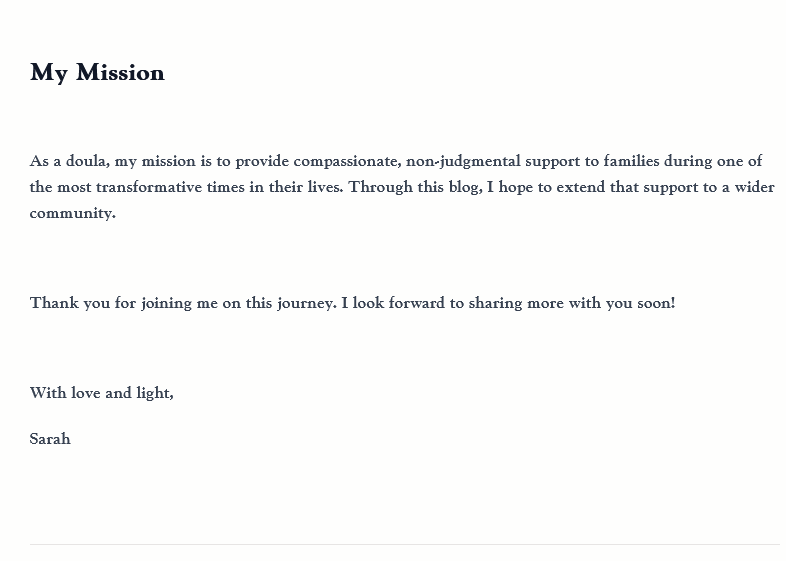 My Mission
As a doula, my mission is to provide compassionate, non-judgmental support to families during one of
the most transformative times in their lives. Through this blog, I hope to extend that support to a wider
community.
Thank you for joining me on this journey. I look forward to sharing more with you soon!
With love and light,
Sarah